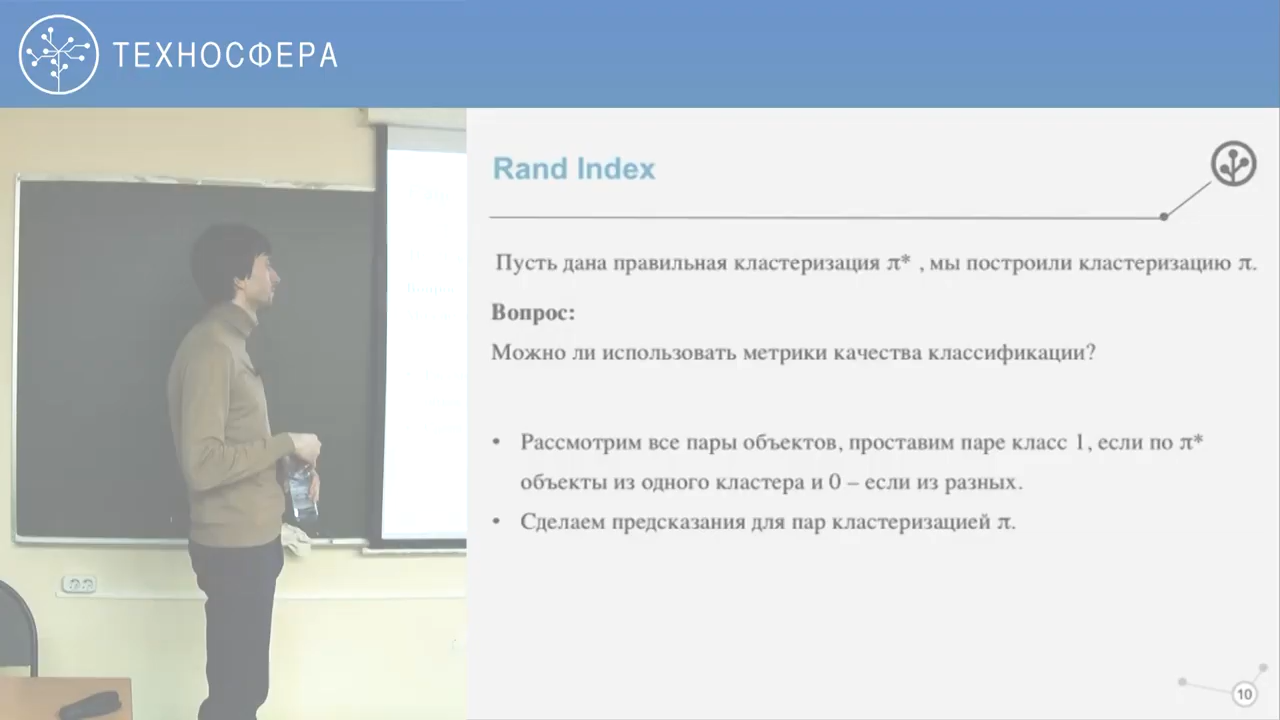 ТЕХНОСФЕРА
Rand Index
Пусть дана правильная кластеризация π* , мы построили кластеризацию π.
Вопрос:
Можно ли использовать метрики качества классификации?
• Рассмотрим все пары объектов, проставим паре класс 1, если по π*
объекты из одного кластера и 0 – если из разных.
• Сделаем предсказания для пар кластеризацией π.
10